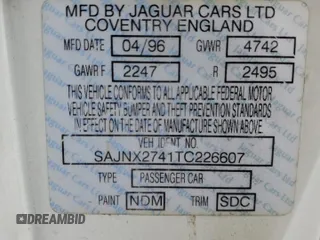 MFD BY JAGUAR CARS LTD
COVENTRY ENGLAND
MFD DATE 04/96 GVWR 4742
GAWR F 2247 R 2495
THIS VEHICLE CONFORMS TO ALL APPLICABLE FEDERAL MOTOR
VEHICLE SAFETY BUMPER AND THEFT PREVENTION STANDARDS
IN EFFECT ON THE DATE OF MANUFACTURE SHOWN ABOVE.
VEH IDENT NO.
SAJNX2741TC226607
TYPE PASSENGER CAR
PAINT NDM TRIM SDC
DREAMBID